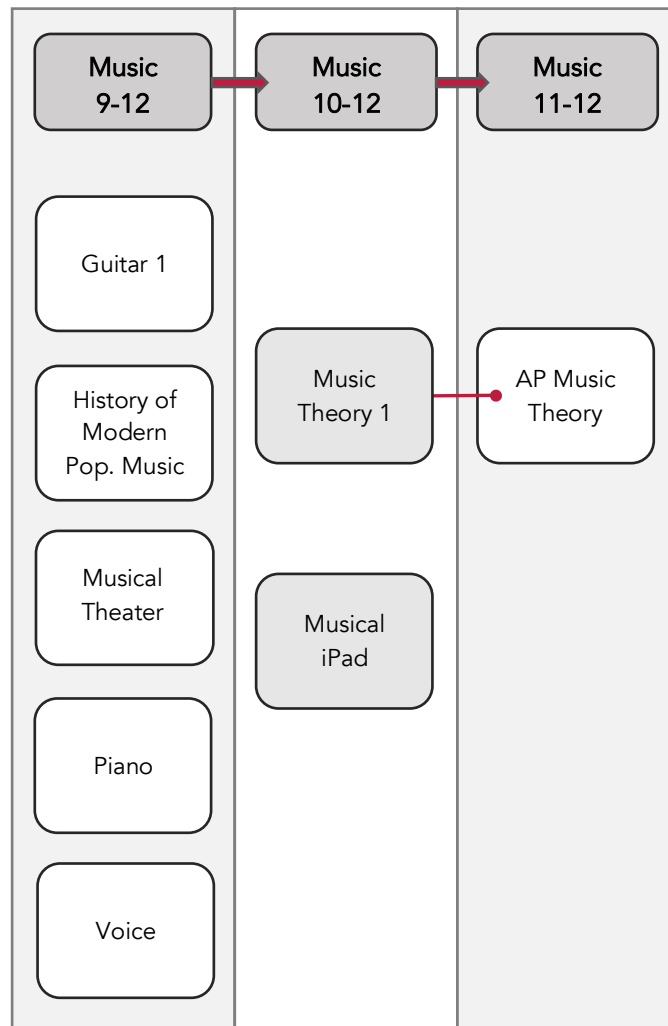 Music
9-12
Music
10-12
Music
11-12
Guitar 1
History of
Modern
Pop. Music
Musical
Theater
Piano
Voice
Music
Theory 1
Musical
iPad
AP Music
Theory